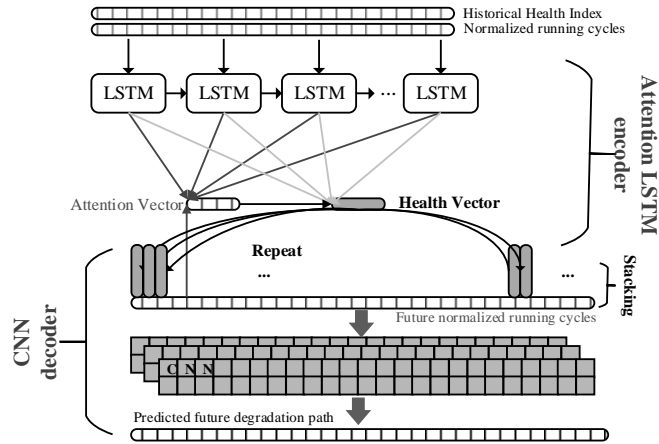 Historical Health Index
Normalized running cycles
LSTM LSTM LSTM ... LSTM
Attention LSTM
encoder
Attention Vector
Health Vector
Repeat
...
...
Stacking
Future normalized running cycles
CNN
decoder
C N N
Predicted future degradation path